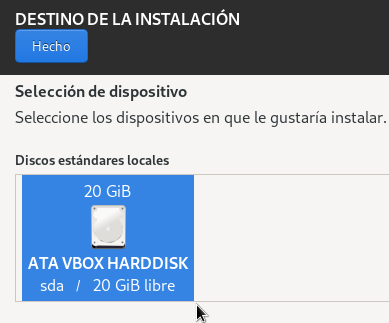 DESTINO DE LA INSTALACIÓN
Hecho
Selección de dispositivo
Seleccione los dispositivos en que le gustaría instalar.
Discos estándares locales
20 GiB
ATA VBOX HARDDISK
sda / 20 GiB libre